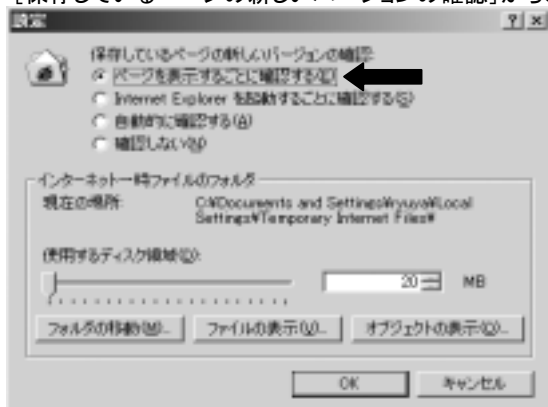 [保存しているページの新しいバージョンの確認]から、
設定
保存しているページの新しいバージョンの確認:
ページを表示するごとに確認する(E)
Internet Explorer を起動するごとに確認する(S)
自動的に確認する(A)
確認しない(N)
インターネット一時ファイルのフォルダ
現在の場所: C:¥Documents and Settings¥ryuya¥Local
Settings¥Temporary Internet Files¥
使用するディスク領域(D):
20 MB
フォルダの移動(M)... ファイルの表示(V)... オブジェクトの表示(O)...
OK キャンセル